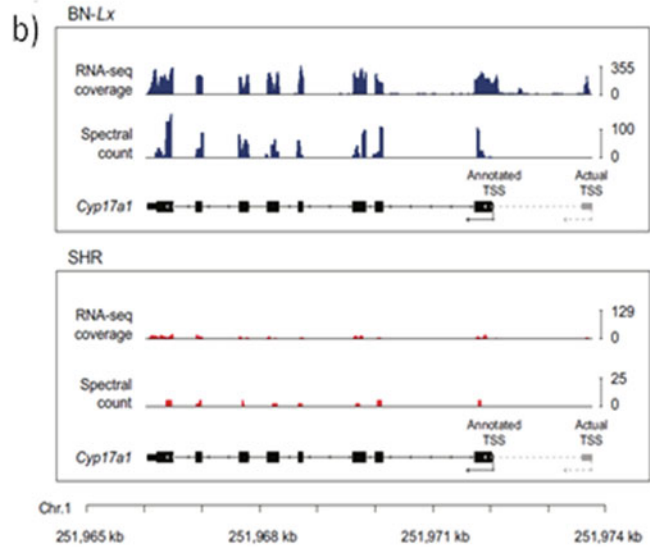 b)
BN-Lx
RNA-seq
coverage
355
0
Spectral
count
100
0
Annotated
TSS
Actual
TSS
Cyp17a1
SHR
RNA-seq
coverage
129
0
Spectral
count
25
0
Annotated
TSS
Actual
TSS
Cyp17a1
Chr.1
251,965 kb 251,968 kb 251,971 kb 251,974 kb